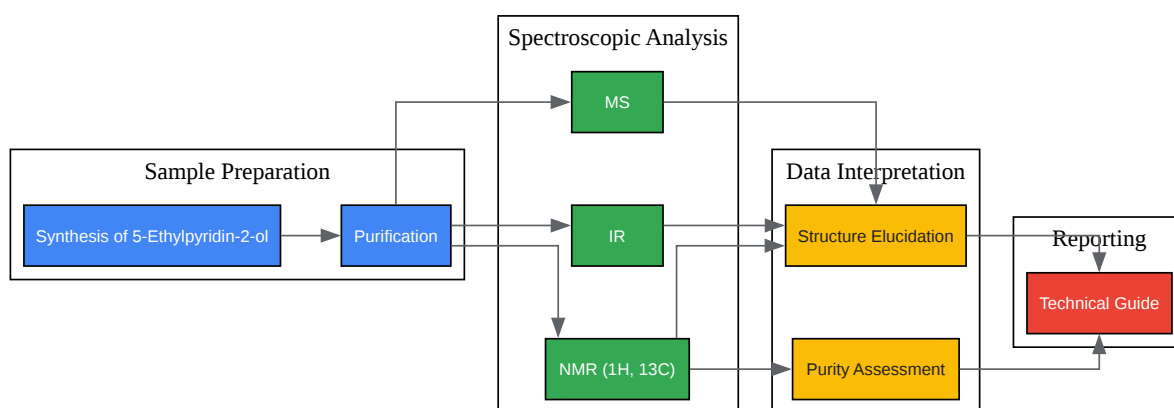 Spectroscopic Analysis
MS
Sample Preparation
Data Interpretation
Synthesis of 5-Ethylpyridin-2-ol
Purification
IR
Structure Elucidation
Reporting
Technical Guide
NMR (1H, 13C)
Purity Assessment